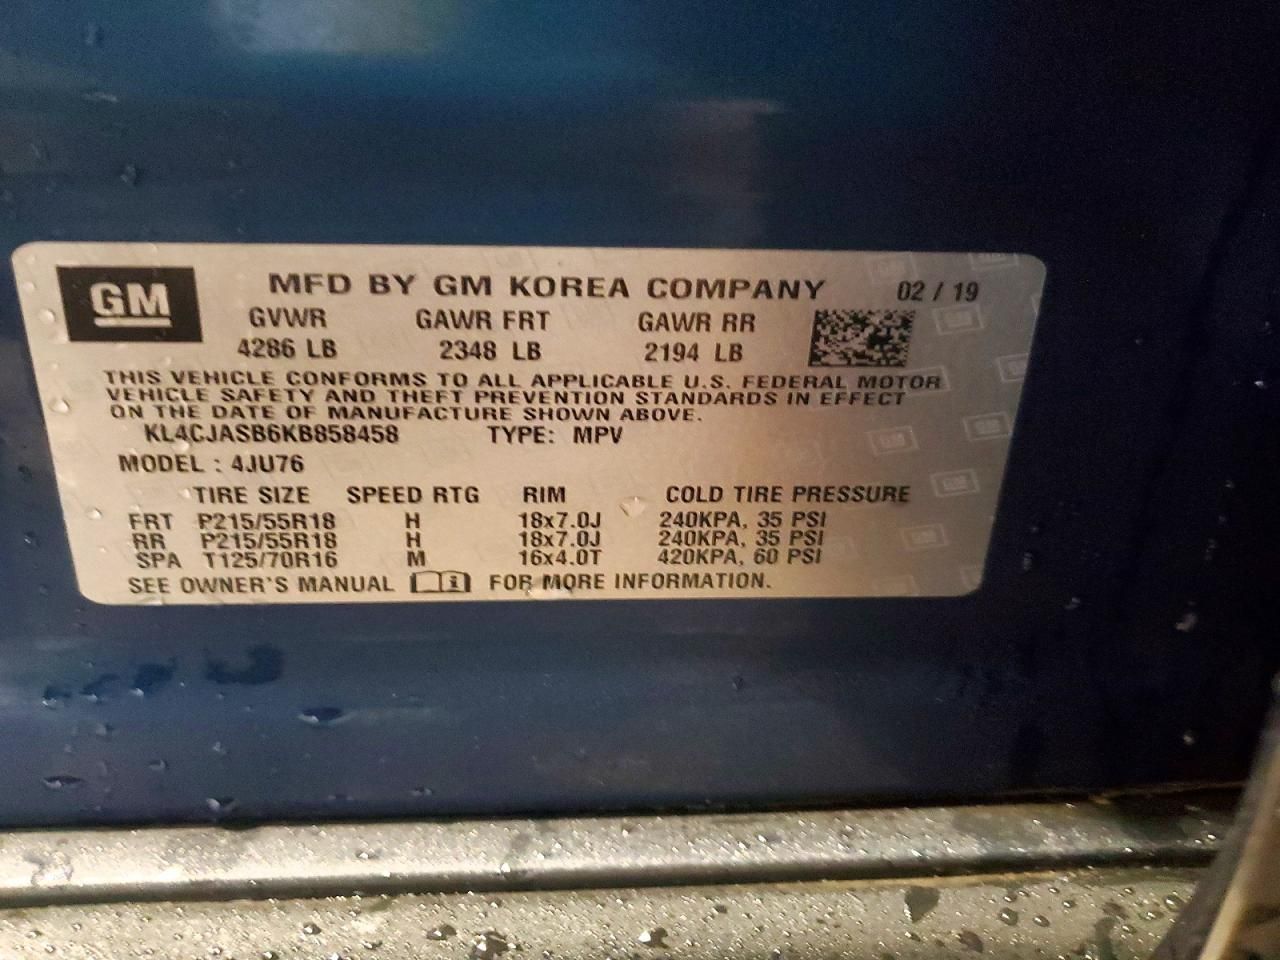 GM
MFD BY GM KOREA COMPANY 02 / 19
GVWR GAWR FRT GAWR RR
4286 LB 2348 LB 2194 LB
THIS VEHICLE CONFORMS TO ALL APPLICABLE U.S. FEDERAL MOTOR
VEHICLE SAFETY AND THEFT PREVENTION STANDARDS IN EFFECT
ON THE DATE OF MANUFACTURE SHOWN ABOVE.
KL4CJASB6KB858458 TYPE: MPV
MODEL : 4JU76
TIRE SIZE SPEED RTG RIM COLD TIRE PRESSURE
FRT P215/55R18 H 18x7.0J 240KPA, 35 PSI
RR P215/55R18 H 18x7.0J 240KPA, 35 PSI
SPA T125/70R16 M 16x4.0T 420KPA, 60 PSI
SEE OWNER'S MANUAL FOR MORE INFORMATION.